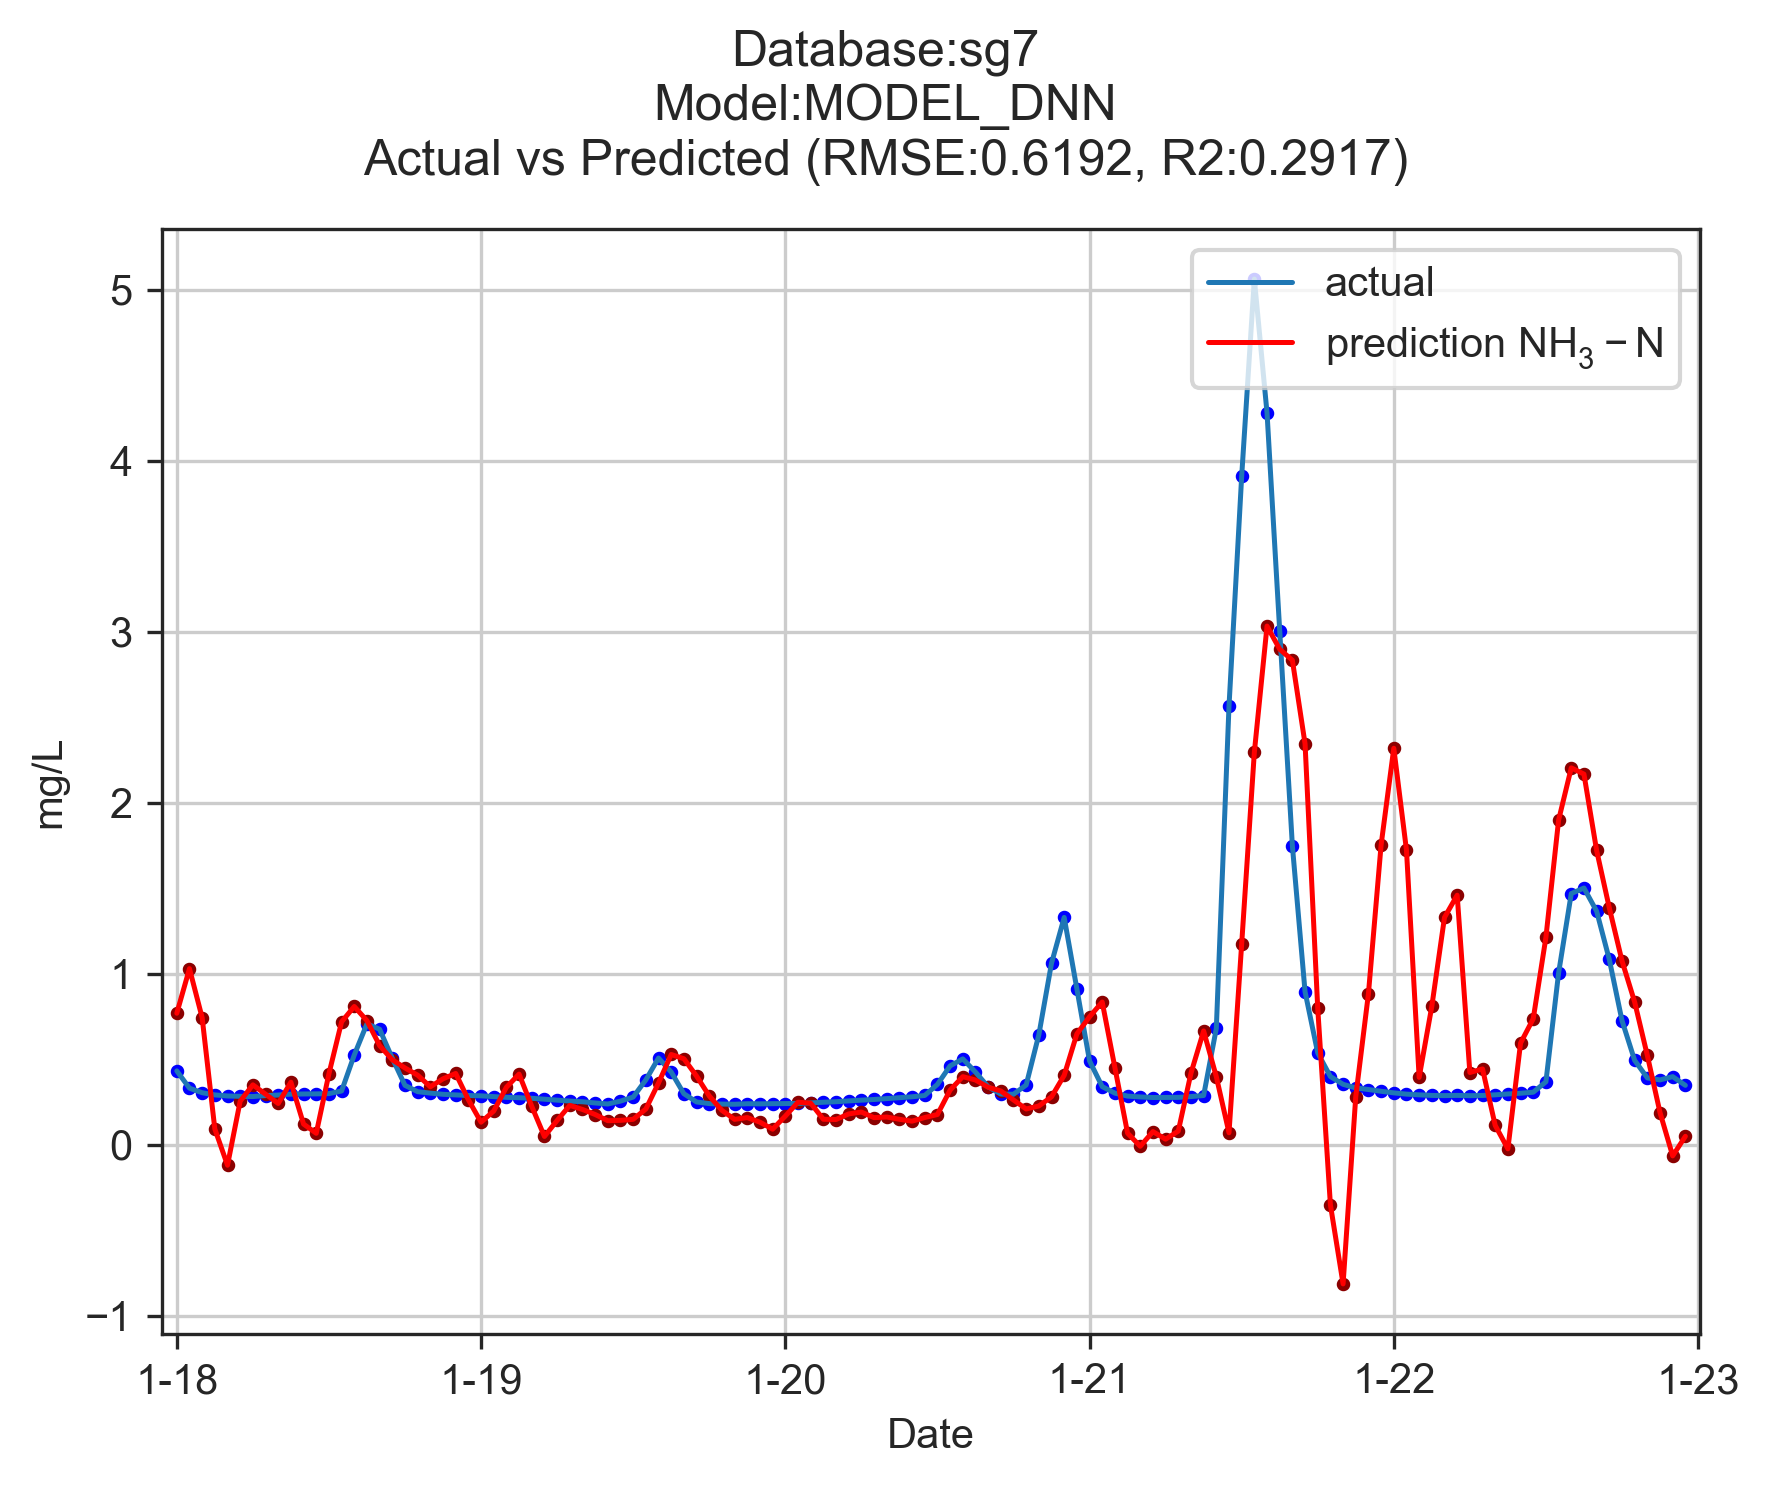 Database:sg7
Model:MODEL_DNN
Actual vs Predicted (RMSE:0.6192, R2:0.2917)
actual
prediction NH₃ − N
5
4
3
2
1
0
−1
mg/L
1-18 1-19 1-20 1-21 1-22 1-23
Date